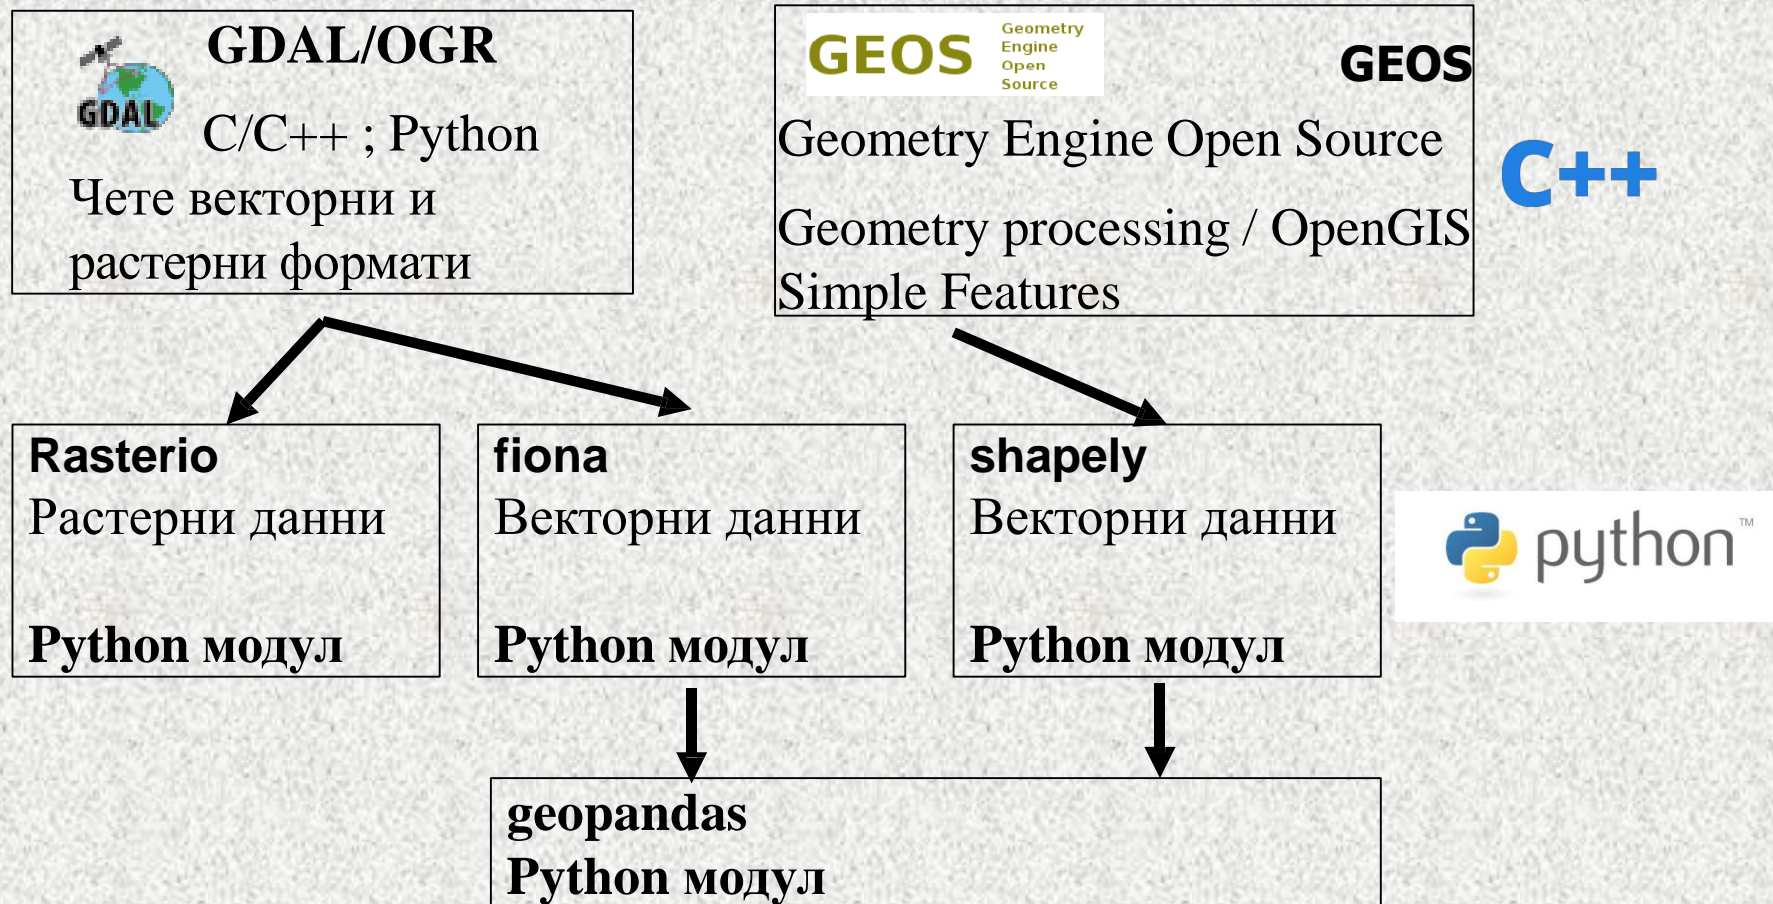 GDAL/OGR
GDAL
C/C++ ; Python
Чете векторни и
растерни формати
GEOS
Geometry
Engine
Open
Source
GEOS
Geometry Engine Open Source
Geometry processing / OpenGIS
Simple Features
C++
Rasterio
Растерни данни
Python модул
fiona
Векторни данни
Python модул
shapely
Векторни данни
Python модул
python™
geopandas
Python модул